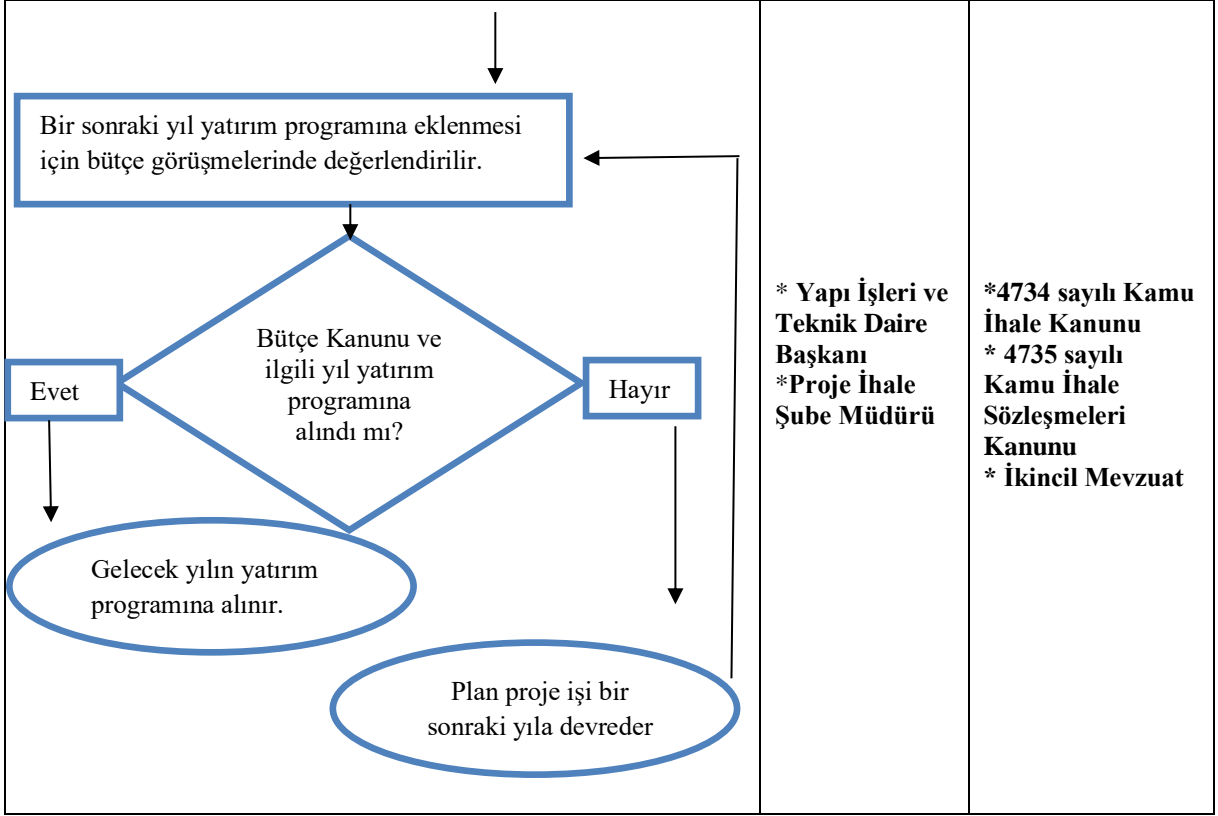 Bir sonraki yıl yatırım programına eklenmesi
için bütçe görüşmelerinde değerlendirilir.
Bütçe Kanunu ve
ilgili yıl yatırım
programına
alındı mı?
Evet
Hayır
Gelecek yılın yatırım
programına alınır.
Plan proje işi bir
sonraki yıla devreder
* Yapı İşleri ve
Teknik Daire
Başkanı
*Proje İhale
Şube Müdürü
*4734 sayılı Kamu
İhale Kanunu
* 4735 sayılı
Kamu İhale
Sözleşmeleri
Kanunu
* İkincil Mevzuat